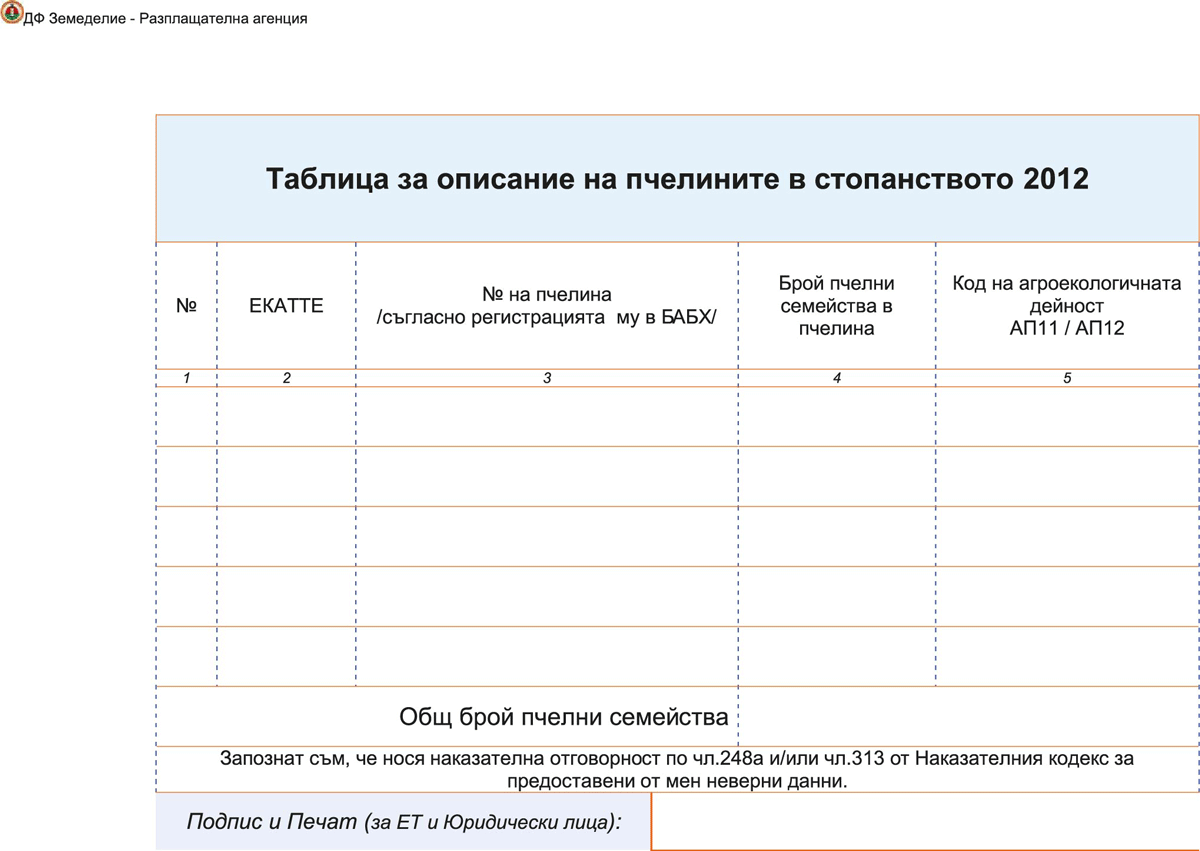 ДФ Земеделие - Разплащателна агенция
Таблица за описание на пчелините в стопанството 2012
№
ЕКАТТЕ
№ на пчелина
/съгласно регистрацията му в БАБХ/
Брой пчелни
семейства в
пчелина
Код на агроекологичната
дейност
АП11 / АП12
1 2 3 4 5
Общ брой пчелни семейства
Запознат съм, че нося наказателна отговорност по чл.248а и/или чл.313 от Наказателния кодекс за
предоставени от мен неверни данни.
Подпис и Печат (за ЕТ и Юридически лица):